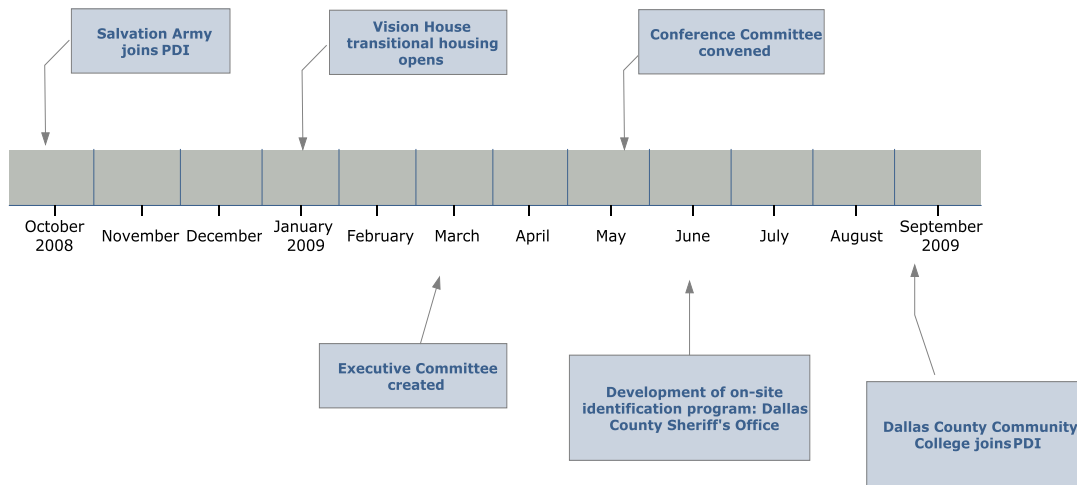 Salvation Army
joins PDI
Vision House
transitional housing
opens
Conference Committee
convened
October
2008
November
December
January
2009
February
March
April
May
June
July
August
September
2009
Executive Committee
created
Development of on-site
identification program: Dallas
County Sheriff's Office
Dallas County Community
College joins PDI